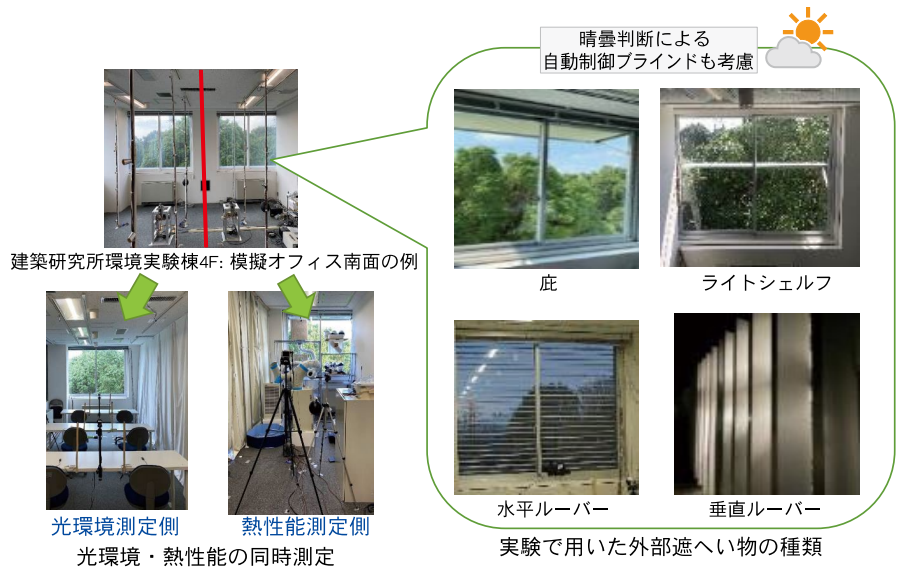 晴曇判断による
自動制御ブラインドも考慮
建築研究所環境実験棟4F: 模擬オフィス南面の例
庇
ライトシェルフ
水平ルーバー
垂直ルーバー
光環境測定側
熱性能測定側
光環境・熱性能の同時測定
実験で用いた外部遮へい物の種類